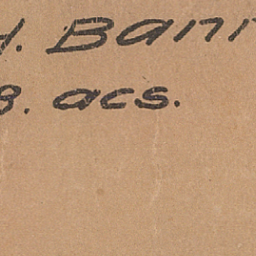 H. Bann
8. acs.